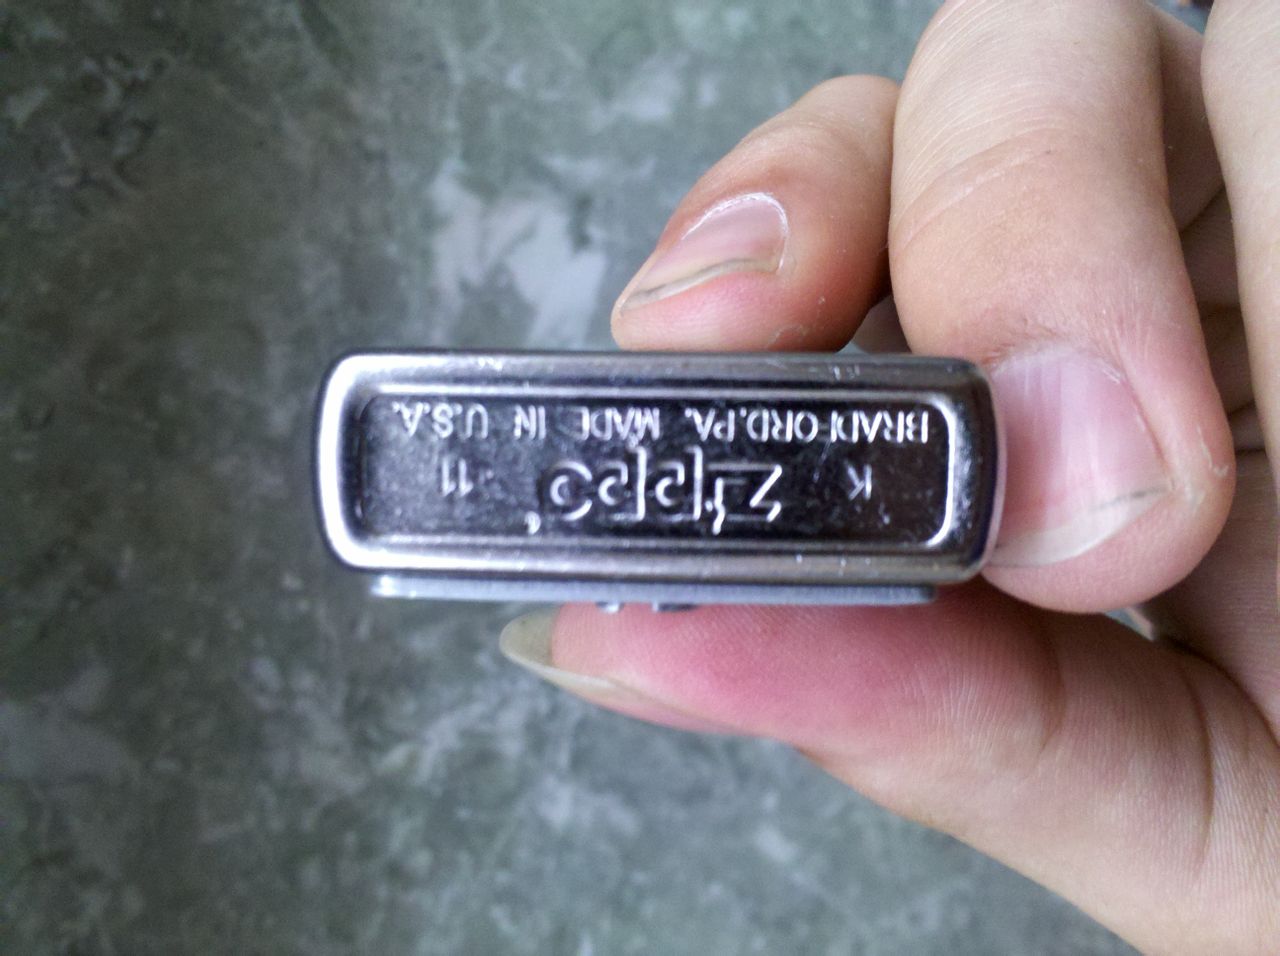 K zippo 11
BRADFORD.PA. MADE IN U.S.A.